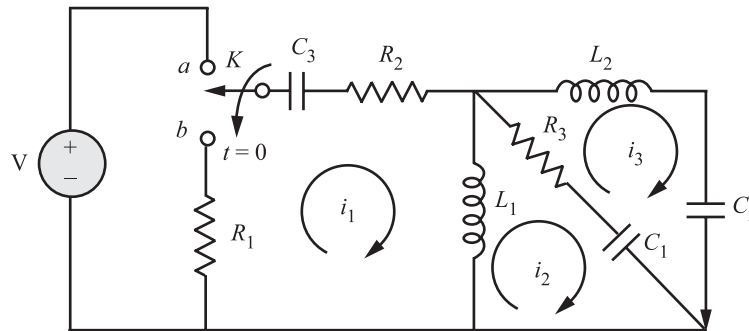 C₃
R₂
L₂
a
K
b
t = 0
V
+
−
R₁
i₁
L₁
R₃
i₃
i₂
C₁
C